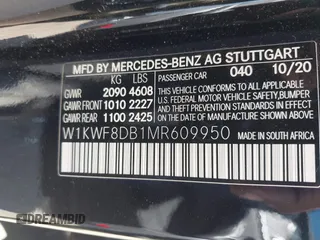 MFD BY MERCEDES-BENZ AG STUTTGART
KG LBS PASSENGER CAR 040 10/20
GVWR 2090 4608
GAWR FRONT 1010 2227
GAWR REAR 1100 2425
THIS VEHICLE CONFORMS TO ALL APPLI-
CABLE FEDERAL MOTOR VEHICLE SAFETY
AND THEFT PREVENTION STANDARDS IN
EFFECT ON THE DATE OF MANUFACTURE
SHOWN ABOVE.
W1KWF8DB1MR609950
MADE IN SOUTH AFRICA
DREAMBID